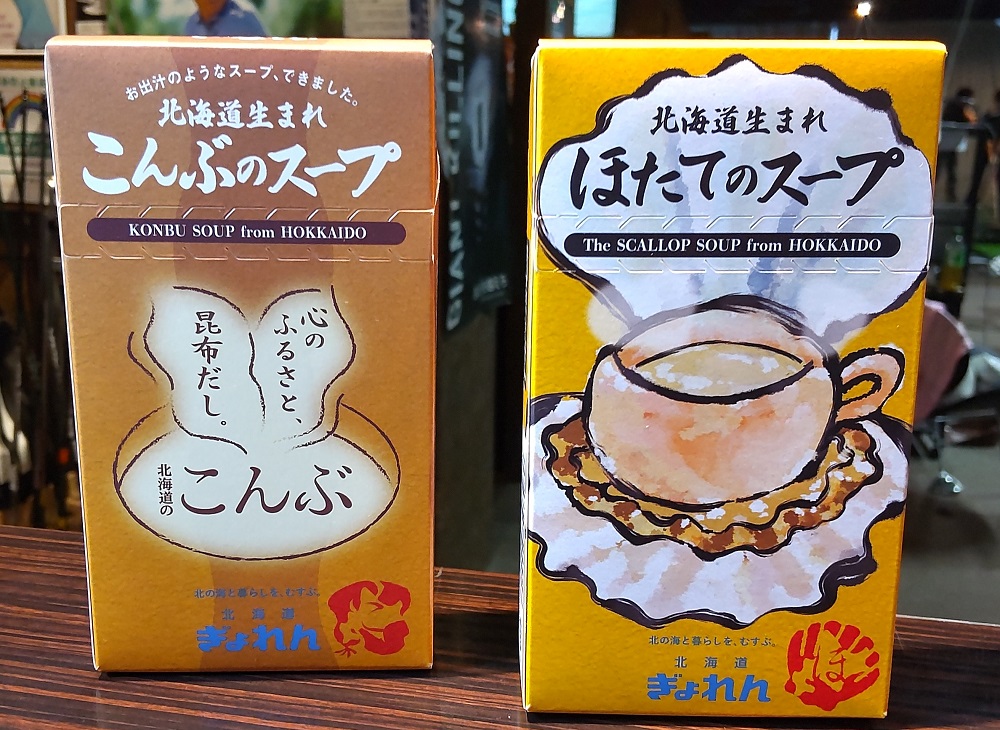 お出汁のようなスープ、できました。
北海道生まれ
こんぶのスープ
KONBU SOUP from HOKKAIDO
心の
ふるさと、
昆布だし。
北海道の
こんぶ
北の海と暮らしを、むすぶ。
北海道
ぎょれん
北海道生まれ
ほたてのスープ
The SCALLOP SOUP from HOKKAIDO
北の海と暮らしを、むすぶ。
北海道
ぎょれん
ほ
GIANT KILLING